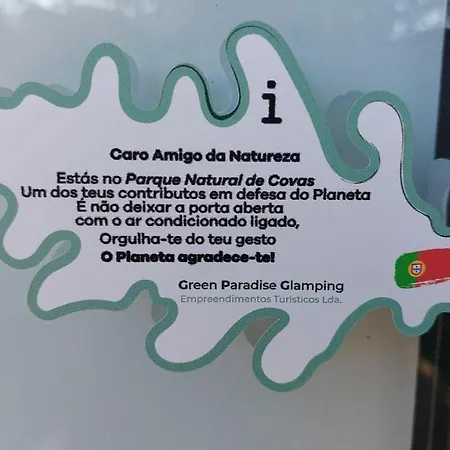 i
Caro Amigo da Natureza
Estás no Parque Natural de Covas
Um dos teus contributos em defesa do Planeta
É não deixar a porta aberta
com o ar condicionado ligado,
Orgulha-te do teu gesto
O Planeta agradece-te!
Green Paradise Glamping
Empreendimentos Turísticos Lda.